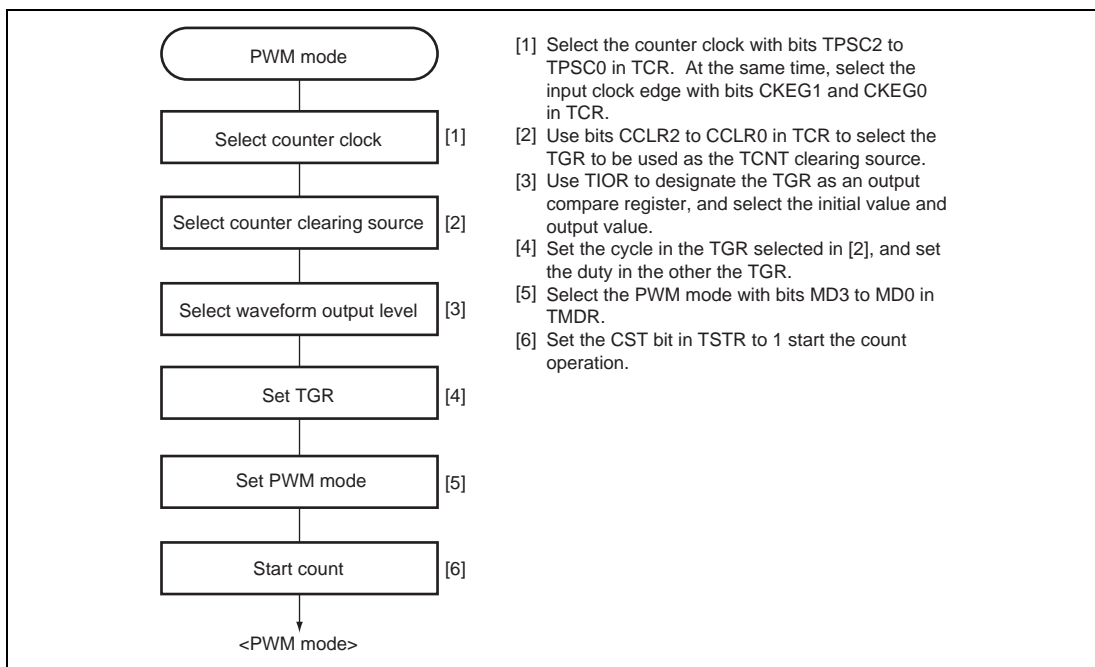 PWM mode
Select counter clock
[1]
Select counter clearing source
[2]
Select waveform output level
[3]
Set TGR
[4]
Set PWM mode
[5]
Start count
[6]
<PWM mode>
[1] Select the counter clock with bits TPSC2 to
TPSC0 in TCR. At the same time, select the
input clock edge with bits CKEG1 and CKEG0
in TCR.
[2] Use bits CCLR2 to CCLR0 in TCR to select the
TGR to be used as the TCNT clearing source.
[3] Use TIOR to designate the TGR as an output
compare register, and select the initial value and
output value.
[4] Set the cycle in the TGR selected in [2], and set
the duty in the other the TGR.
[5] Select the PWM mode with bits MD3 to MD0 in
TMDR.
[6] Set the CST bit in TSTR to 1 start the count
operation.